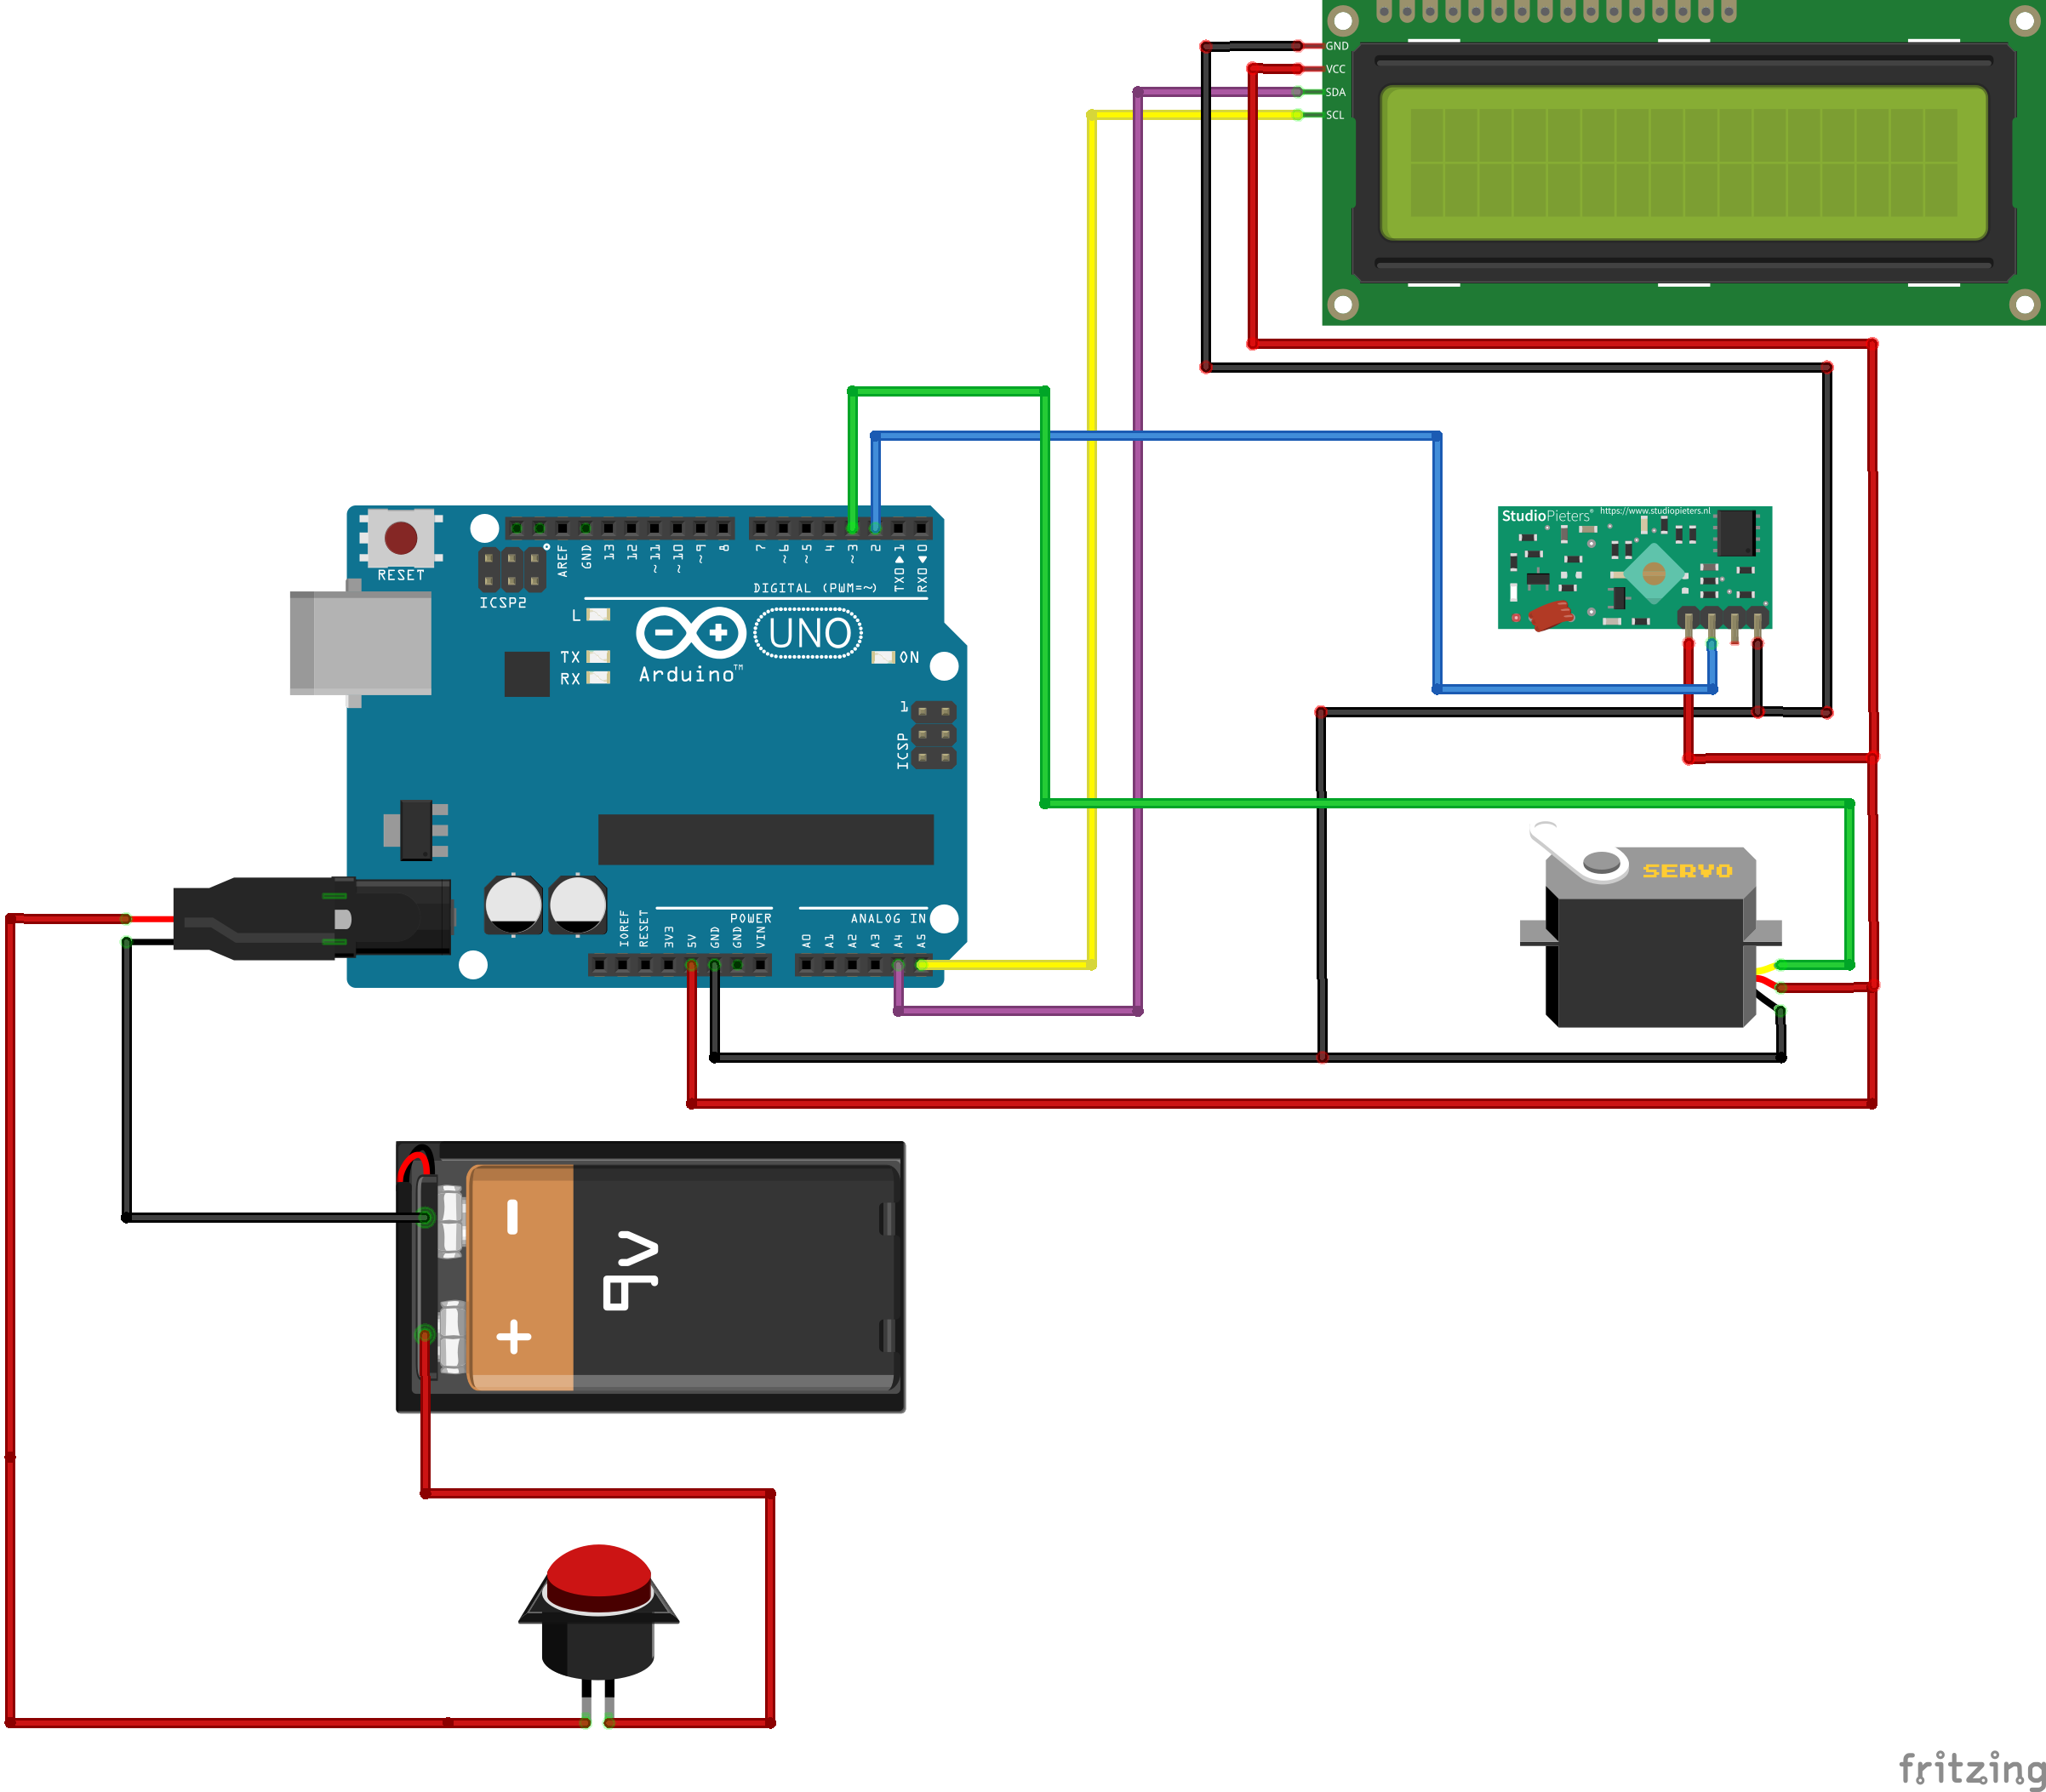 GND
VCC
SDA
SCL
StudioPieters® https://www.studiopieters.nl
RESET
ICSP2
AREF
GND
13
12
~11
~10
~9
8
7
~6
~5
4
~3
2
TX0▶1
RX0◀0
DIGITAL (PWM=~)
L
TX
RX
UNO
ON
Arduino™
1
ICSP
SERVO
POWER
ANALOG IN
IOREF
RESET
3V3
5V
GND
GND
VIN
A0
A1
A2
A3
A4
A5
-
+
9v
fritzing